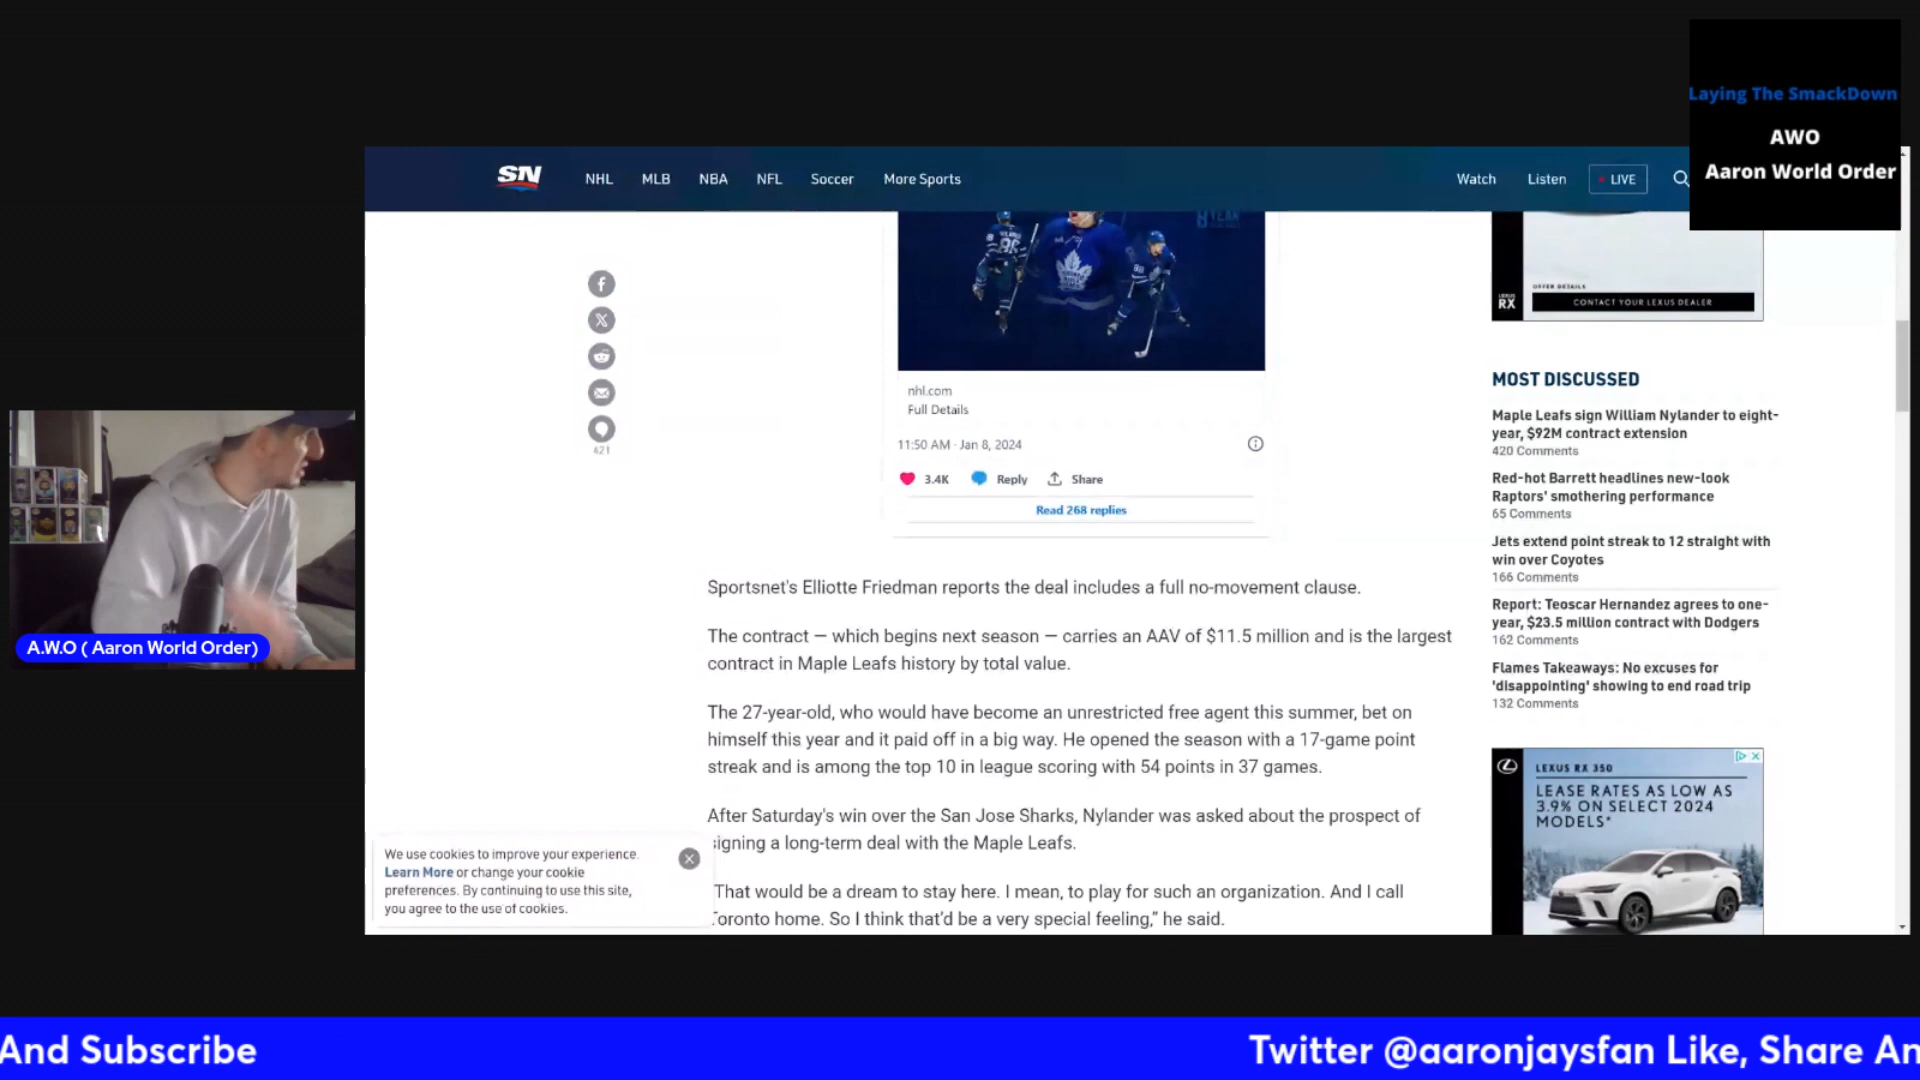 Laying The SmackDown
AWO
Aaron World Order
SN
NHL
MLB
NBA
NFL
Soccer
More Sports
Watch
Listen
LIVE
8 YEAR
421
nhl.com
Full Details
11:50 AM · Jan 8, 2024
3.4K
Reply
Share
Read 268 replies
Sportsnet's Elliotte Friedman reports the deal includes a full no-movement clause.
The contract — which begins next season — carries an AAV of $11.5 million and is the largest
contract in Maple Leafs history by total value.
The 27-year-old, who would have become an unrestricted free agent this summer, bet on
himself this year and it paid off in a big way. He opened the season with a 17-game point
streak and is among the top 10 in league scoring with 54 points in 37 games.
After Saturday's win over the San Jose Sharks, Nylander was asked about the prospect of
signing a long-term deal with the Maple Leafs.
That would be a dream to stay here. I mean, to play for such an organization. And I call
Toronto home. So I think that'd be a very special feeling,” he said.
We use cookies to improve your experience.
Learn More or change your cookie
preferences. By continuing to use this site,
you agree to the use of cookies.
LEXUS
RX
OFFER DETAILS
CONTACT YOUR LEXUS DEALER
MOST DISCUSSED
Maple Leafs sign William Nylander to eight-
year, $92M contract extension
420 Comments
Red-hot Barrett headlines new-look
Raptors' smothering performance
65 Comments
Jets extend point streak to 12 straight with
win over Coyotes
166 Comments
Report: Teoscar Hernandez agrees to one-
year, $23.5 million contract with Dodgers
162 Comments
Flames Takeaways: No excuses for
'disappointing' showing to end road trip
132 Comments
LEXUS RX 350
LEASE RATES AS LOW AS
3.9% ON SELECT 2024
MODELS*
A.W.O ( Aaron World Order)
And Subscribe
Twitter @aaronjaysfan Like, Share An